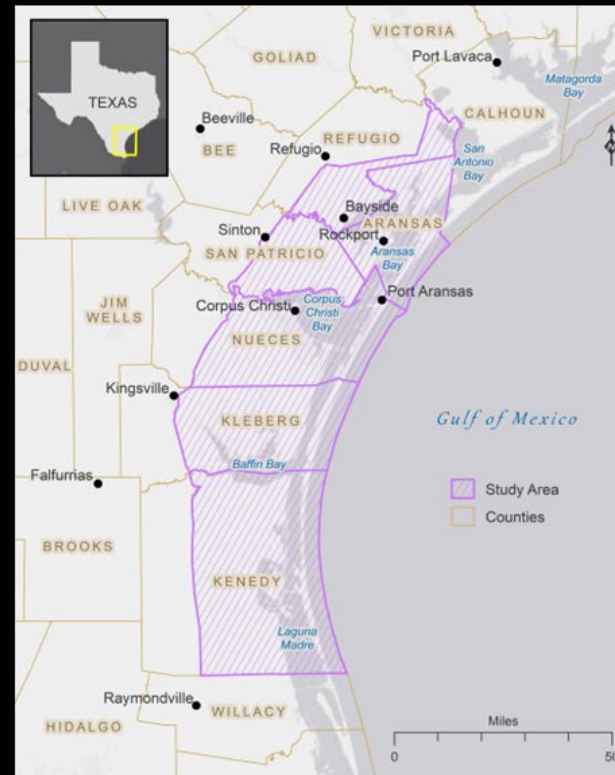 VICTORIA
Port Lavaca
GOLIAD
Matagorda
Bay
TEXAS
CALHOUN
Beeville
BEE
REFUGIO
Refugio
San
Antonio
Bay
LIVE OAK
Bayside
ARANSAS
Sinton
Rockport
SAN PATRICIO
Aransas
Bay
Port Aransas
JIM
WELLS
Corpus Christi
Corpus
Christi
Bay
NUECES
DUVAL
Kingsville
KLEBERG
Gulf of Mexico
Baffin Bay
Falfurrias
Study Area
Counties
BROOKS
KENEDY
Laguna
Madre
Raymondville
WILLACY
HIDALGO
Miles
0